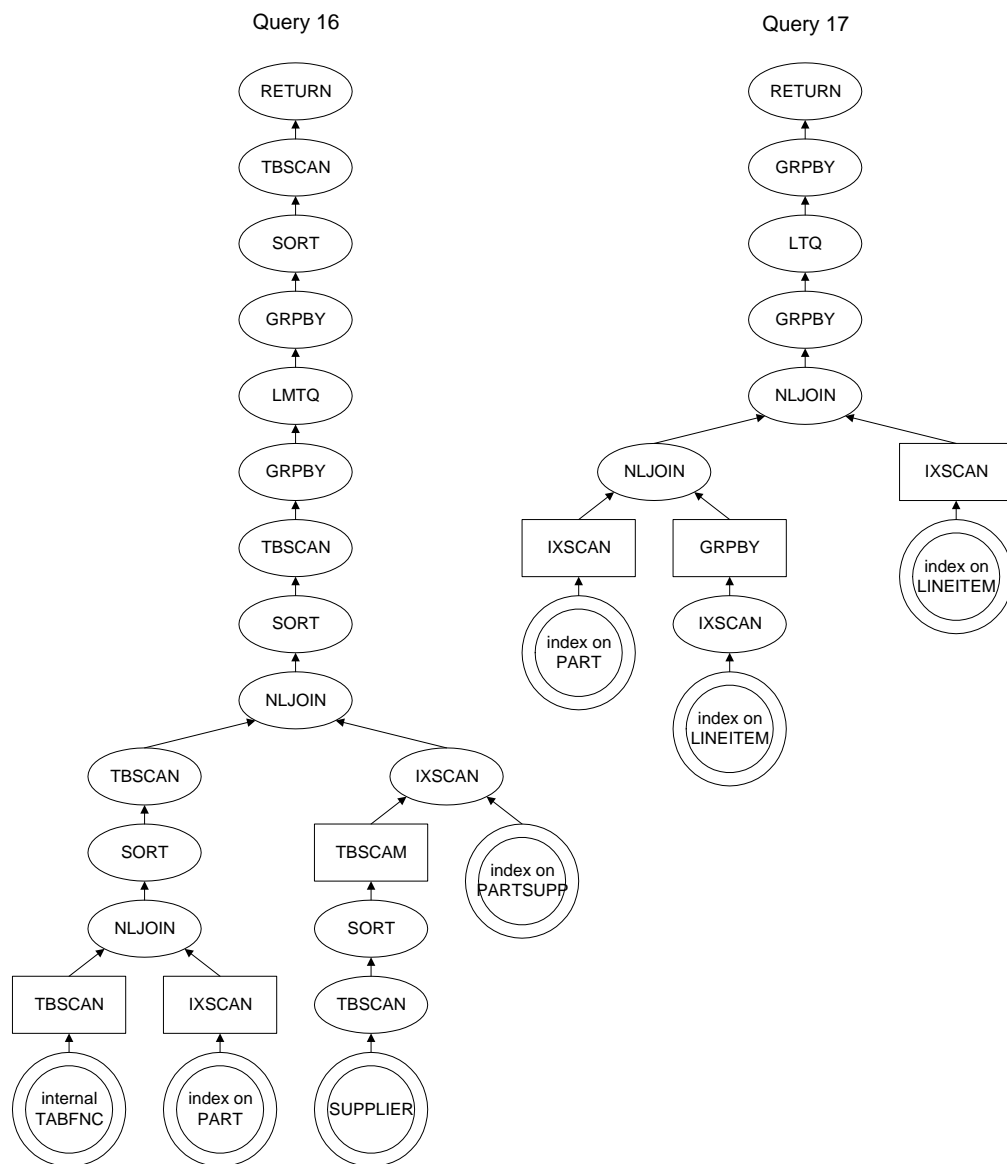 Query 16
Query 17
RETURN
RETURN
TBSCAN
GRPBY
SORT
LTQ
GRPBY
GRPBY
LMTQ
NLJOIN
GRPBY
NLJOIN
IXSCAN
TBSCAN
IXSCAN
GRPBY
index on
LINEITEM
SORT
IXSCAN
index on
PART
NLJOIN
index on
LINEITEM
TBSCAN
IXSCAN
SORT
TBSCAM
index on
PARTSUPP
NLJOIN
SORT
TBSCAN
IXSCAN
TBSCAN
internal
TABFNC
index on
PART
SUPPLIER